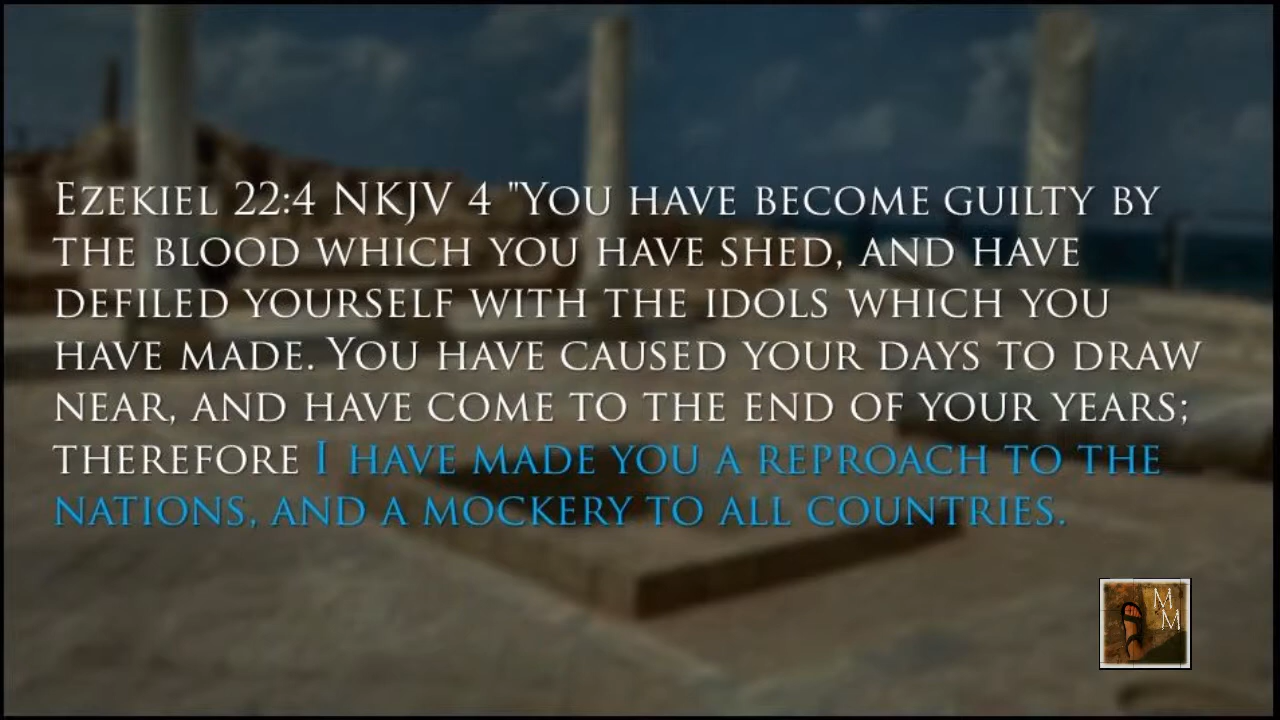 Ezekiel 22:4 NKJV 4 "You have become guilty by
the blood which you have shed, and have
defiled yourself with the idols which you
have made. You have caused your days to draw
near, and have come to the end of your years;
therefore I have made you a reproach to the
nations, and a mockery to all countries.
M
M